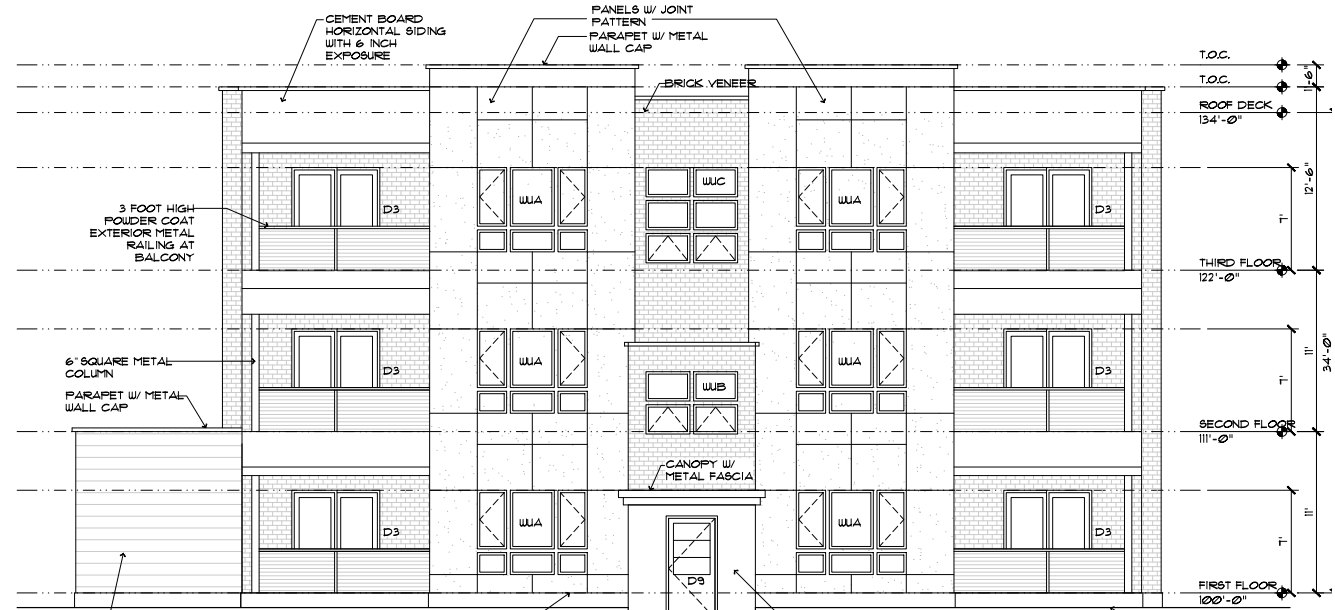 PANELS W/ JOINT
PATTERN
CEMENT BOARD
HORIZONTAL SIDING
WITH 6 INCH
EXPOSURE
PARAPET W/ METAL
WALL CAP
BRICK VENEER
T.O.C.
T.O.C.
1'-6"
ROOF DECK
134'-0"
12'-6"
WUC
WUA
WUA
D3
D3
3 FOOT HIGH
POWDER COAT
EXTERIOR METAL
RAILING AT
BALCONY
7'
THIRD FLOOR
122'-0"
6" SQUARE METAL
COLUMN
WUA
WUA
WUB
D3
D3
11'
34'-0"
7'
PARAPET W/ METAL
WALL CAP
SECOND FLOOR
111'-0"
CANOPY W/
METAL FASCIA
WUA
WUA
D3
D3
11'
7'
D9
FIRST FLOOR
100'-0"